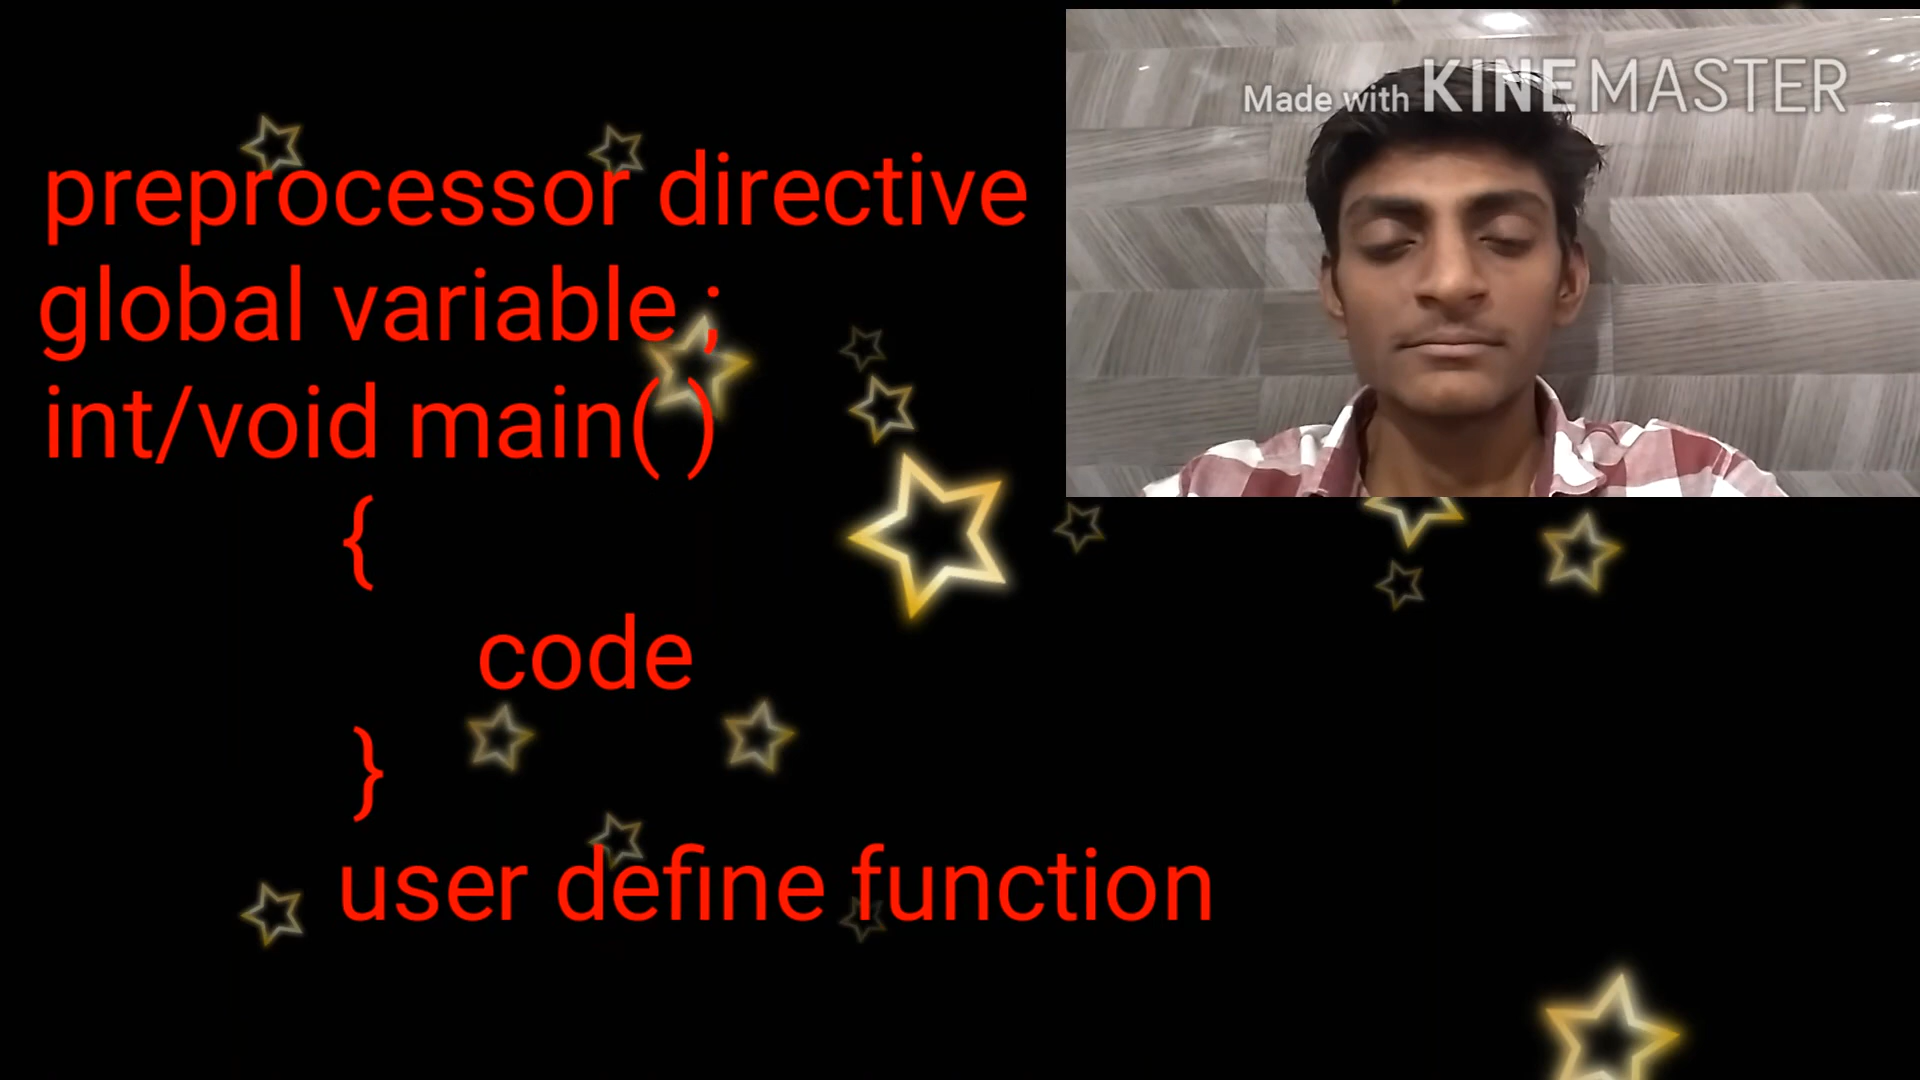 Made with KINEMASTER
preprocessor directive
global variable ;
int/void main( )
{
code
}
user define function